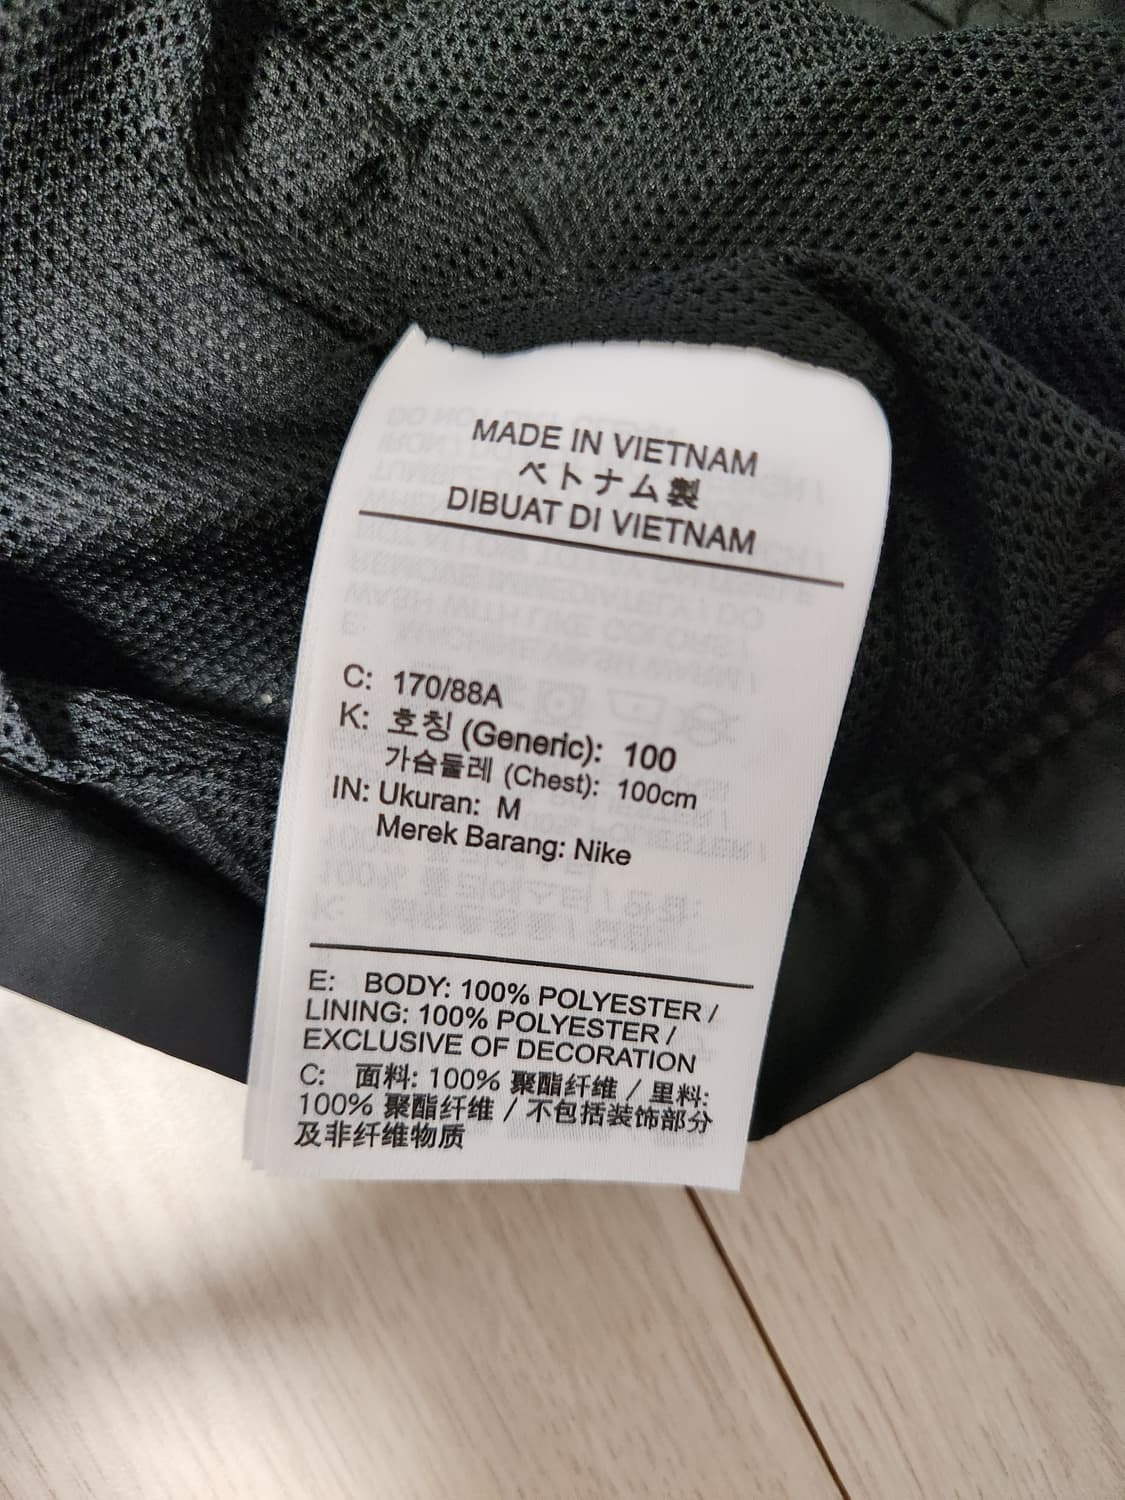 MADE IN VIETNAM
ベトナム製
DIBUAT DI VIETNAM
C: 170/88A
K: 호칭 (Generic): 100
가슴둘레 (Chest): 100cm
IN: Ukuran: M
Merek Barang: Nike
E: BODY: 100% POLYESTER /
LINING: 100% POLYESTER /
EXCLUSIVE OF DECORATION
C: 面料: 100% 聚酯纤维 / 里料:
100% 聚酯纤维 / 不包括装饰部分
及非纤维物质